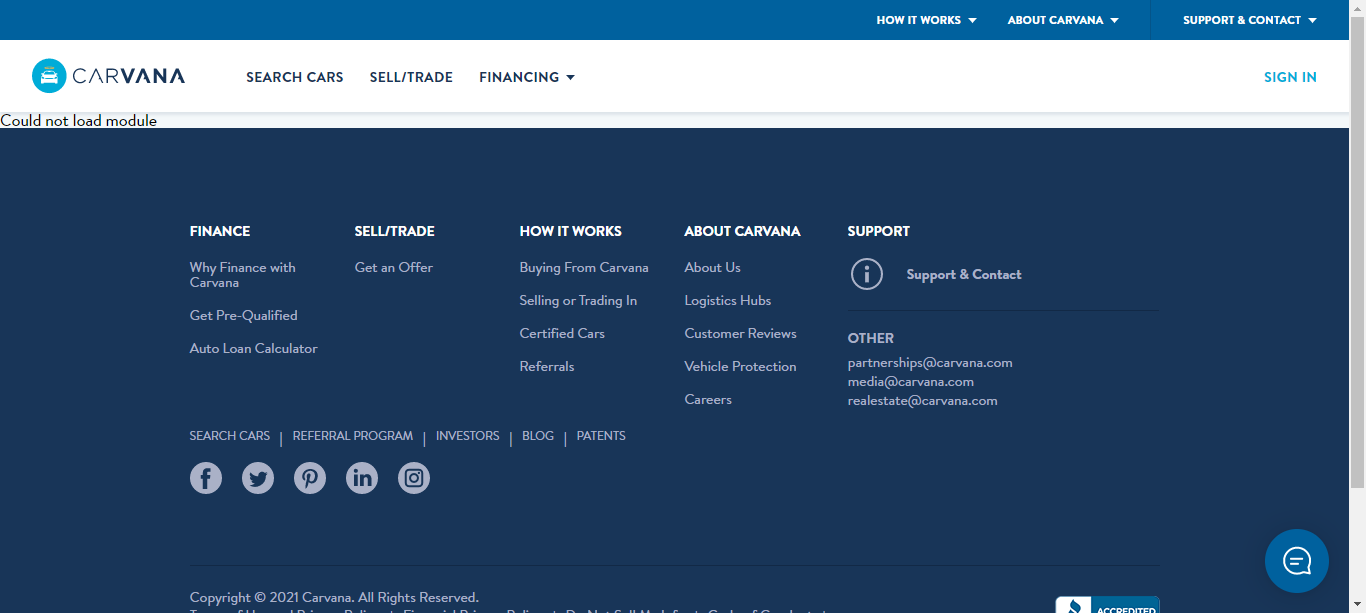 HOW IT WORKS
ABOUT CARVANA
SUPPORT & CONTACT
CARVANA
SEARCH CARS
SELL/TRADE
FINANCING
SIGN IN
Could not load module
FINANCE
Why Finance with
Carvana
Get Pre-Qualified
Auto Loan Calculator
SELL/TRADE
Get an Offer
HOW IT WORKS
Buying From Carvana
Selling or Trading In
Certified Cars
Referrals
ABOUT CARVANA
About Us
Logistics Hubs
Customer Reviews
Vehicle Protection
Careers
SUPPORT
Support & Contact
OTHER
partnerships@carvana.com
media@carvana.com
realestate@carvana.com
SEARCH CARS | REFERRAL PROGRAM | INVESTORS | BLOG | PATENTS
Copyright © 2021 Carvana. All Rights Reserved.
ACCREDITED